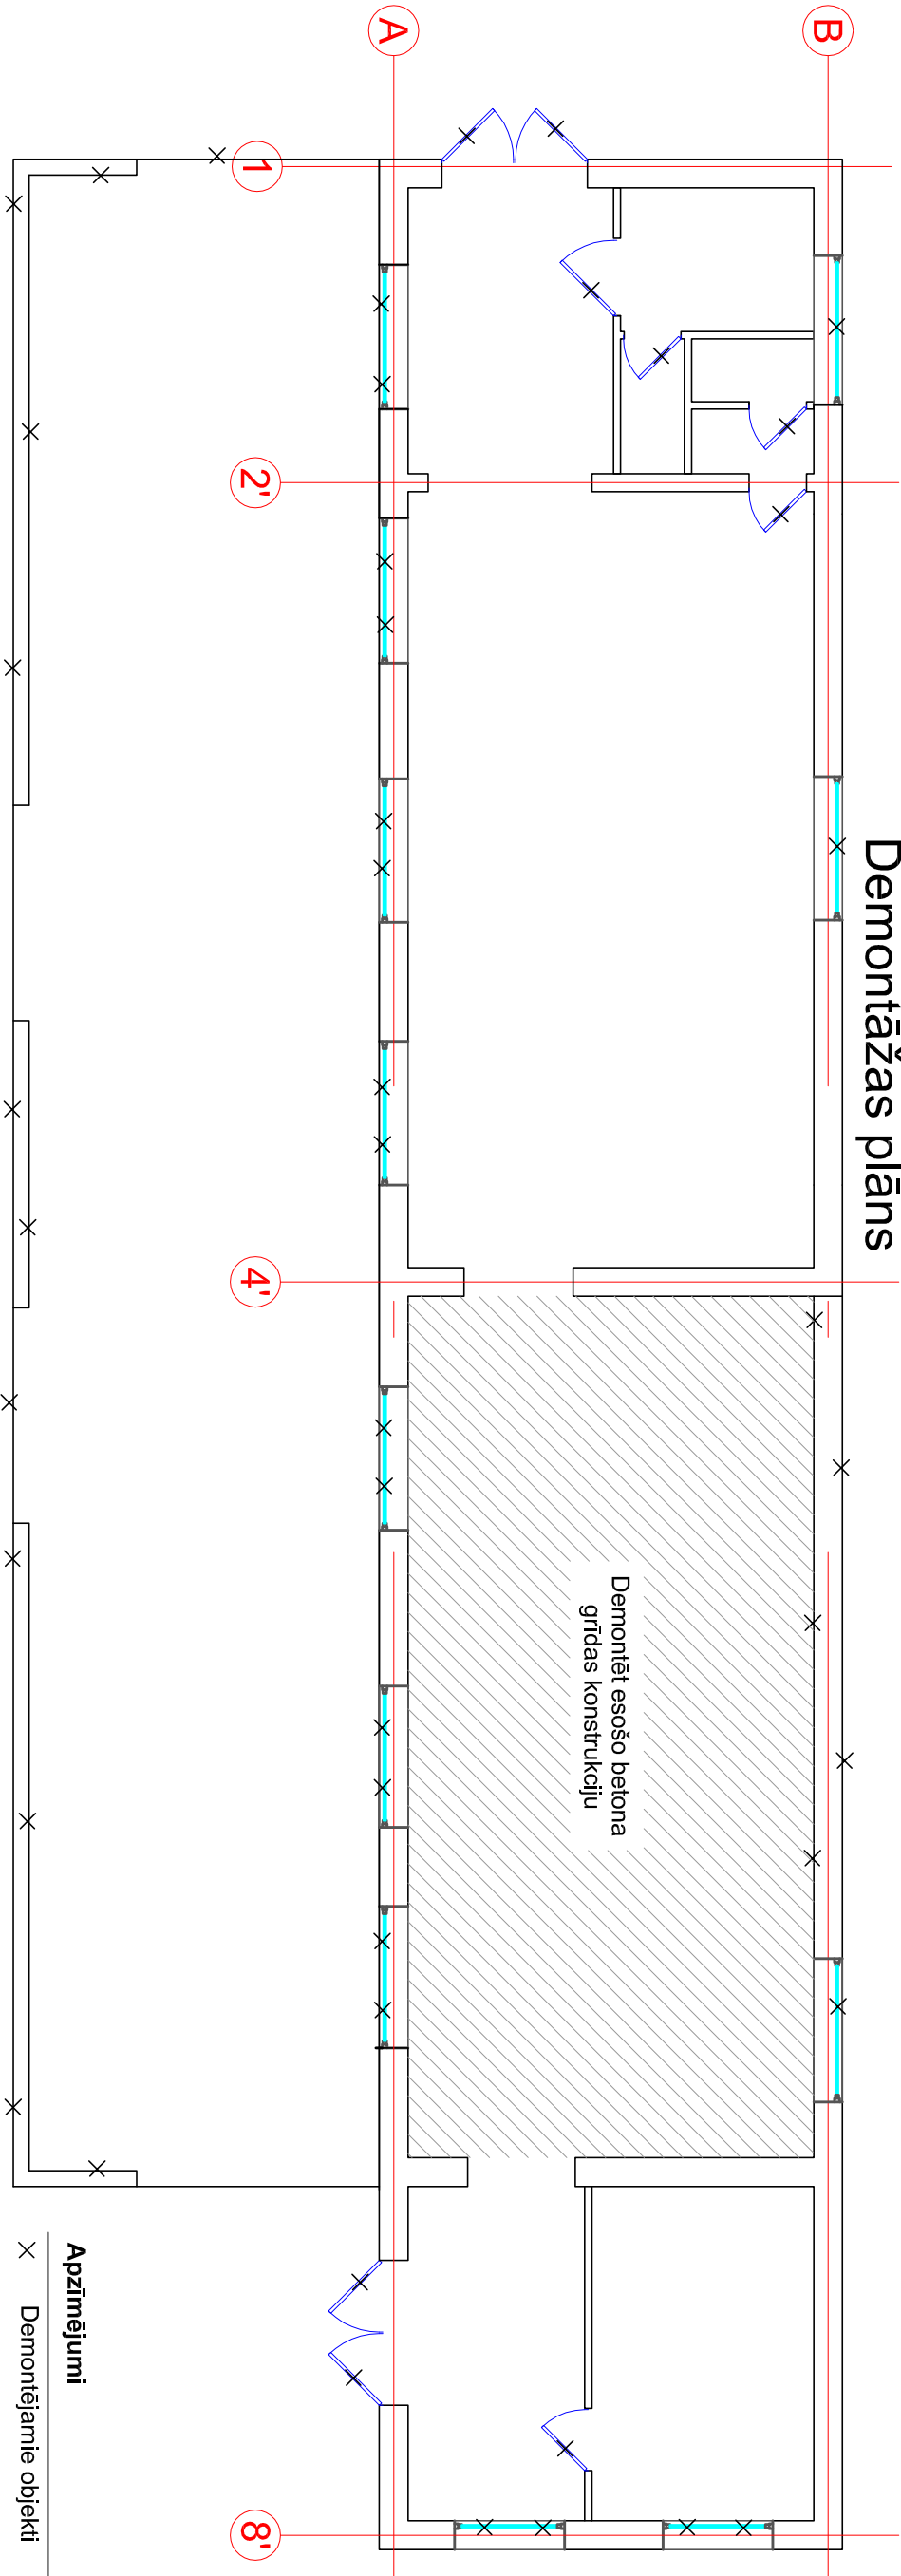 Demontāžas plāns
B
A
1
2'
4'
8'
Demontēt esošo betona
grīdas konstrukciju
Apzīmējumi
Demontējamie objekti